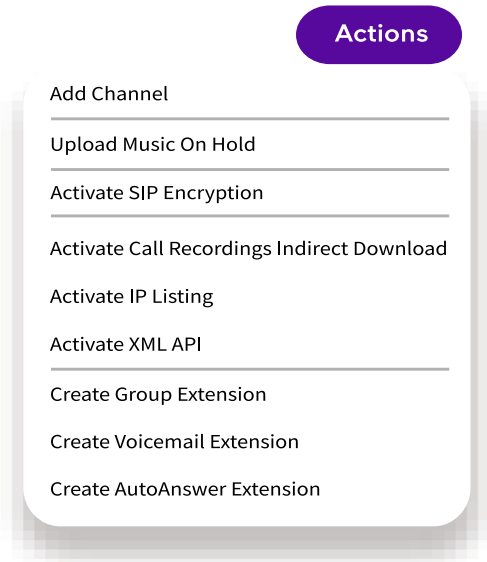 Actions
Add Channel
Upload Music On Hold
Activate SIP Encryption
Activate Call Recordings Indirect Download
Activate IP Listing
Activate XML API
Create Group Extension
Create Voicemail Extension
Create AutoAnswer Extension